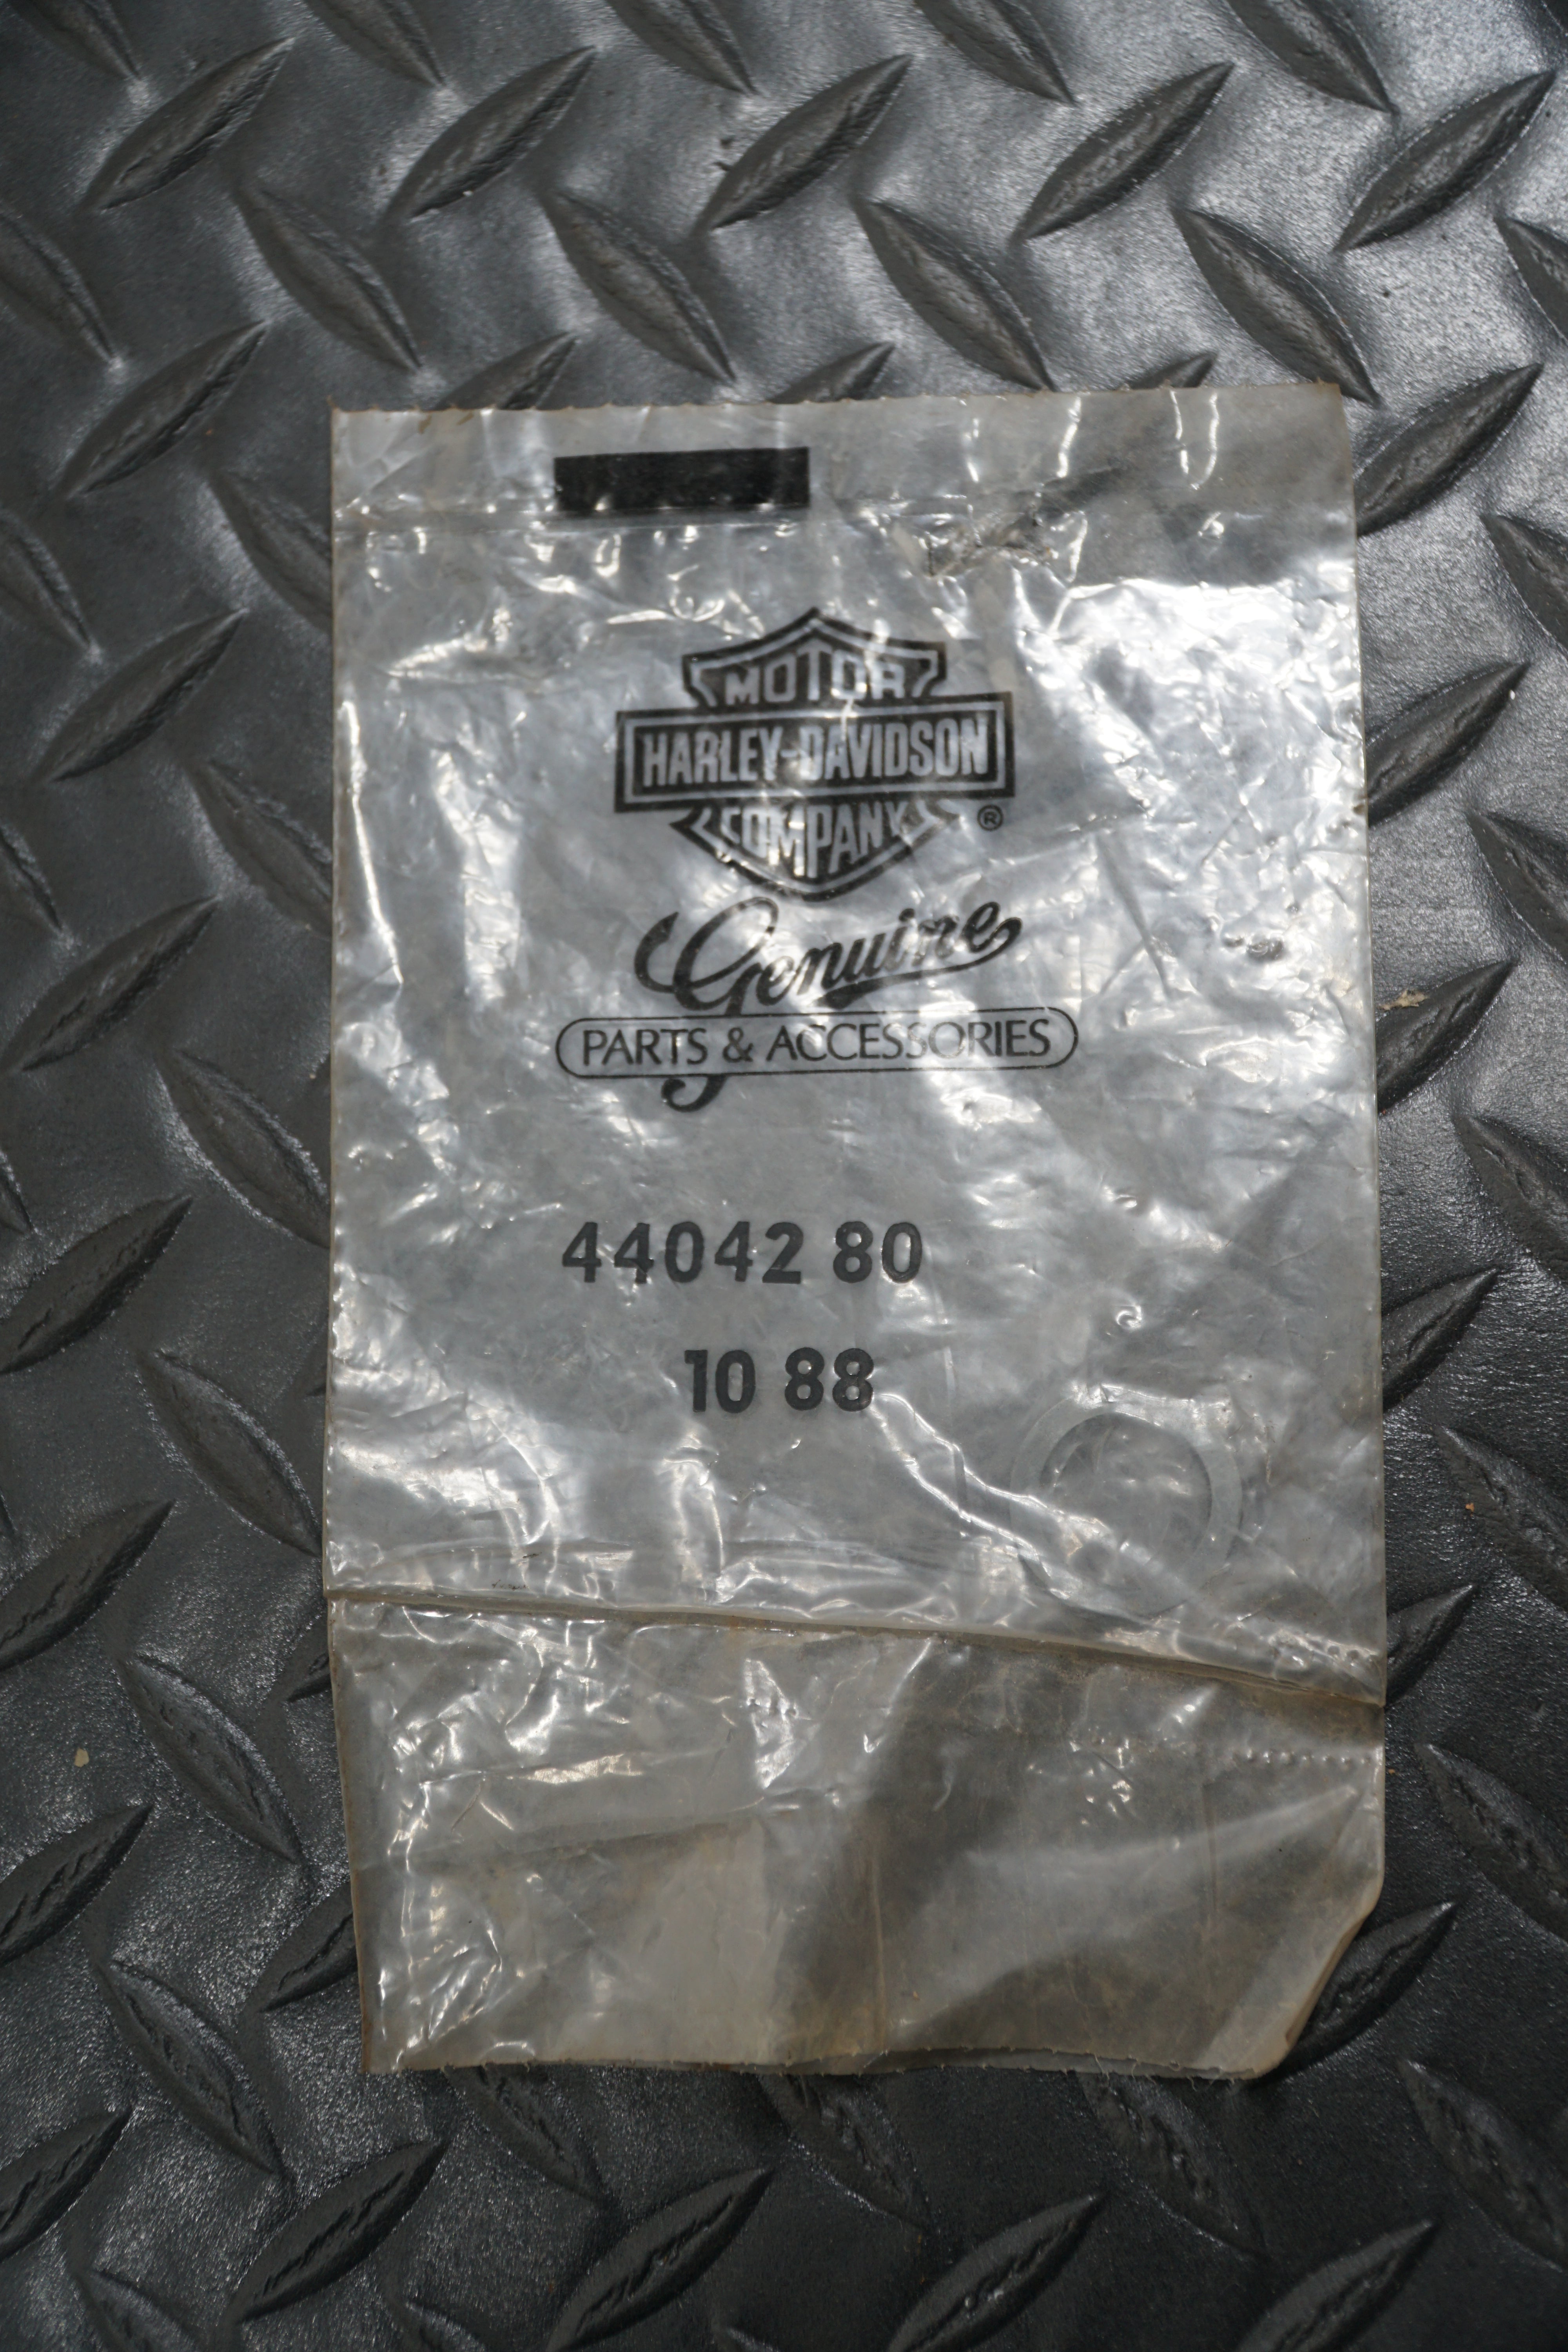 MOTOR
HARLEY-DAVIDSON
COMPANY
®
Genuine
PARTS & ACCESSORIES
44042 80
10 88